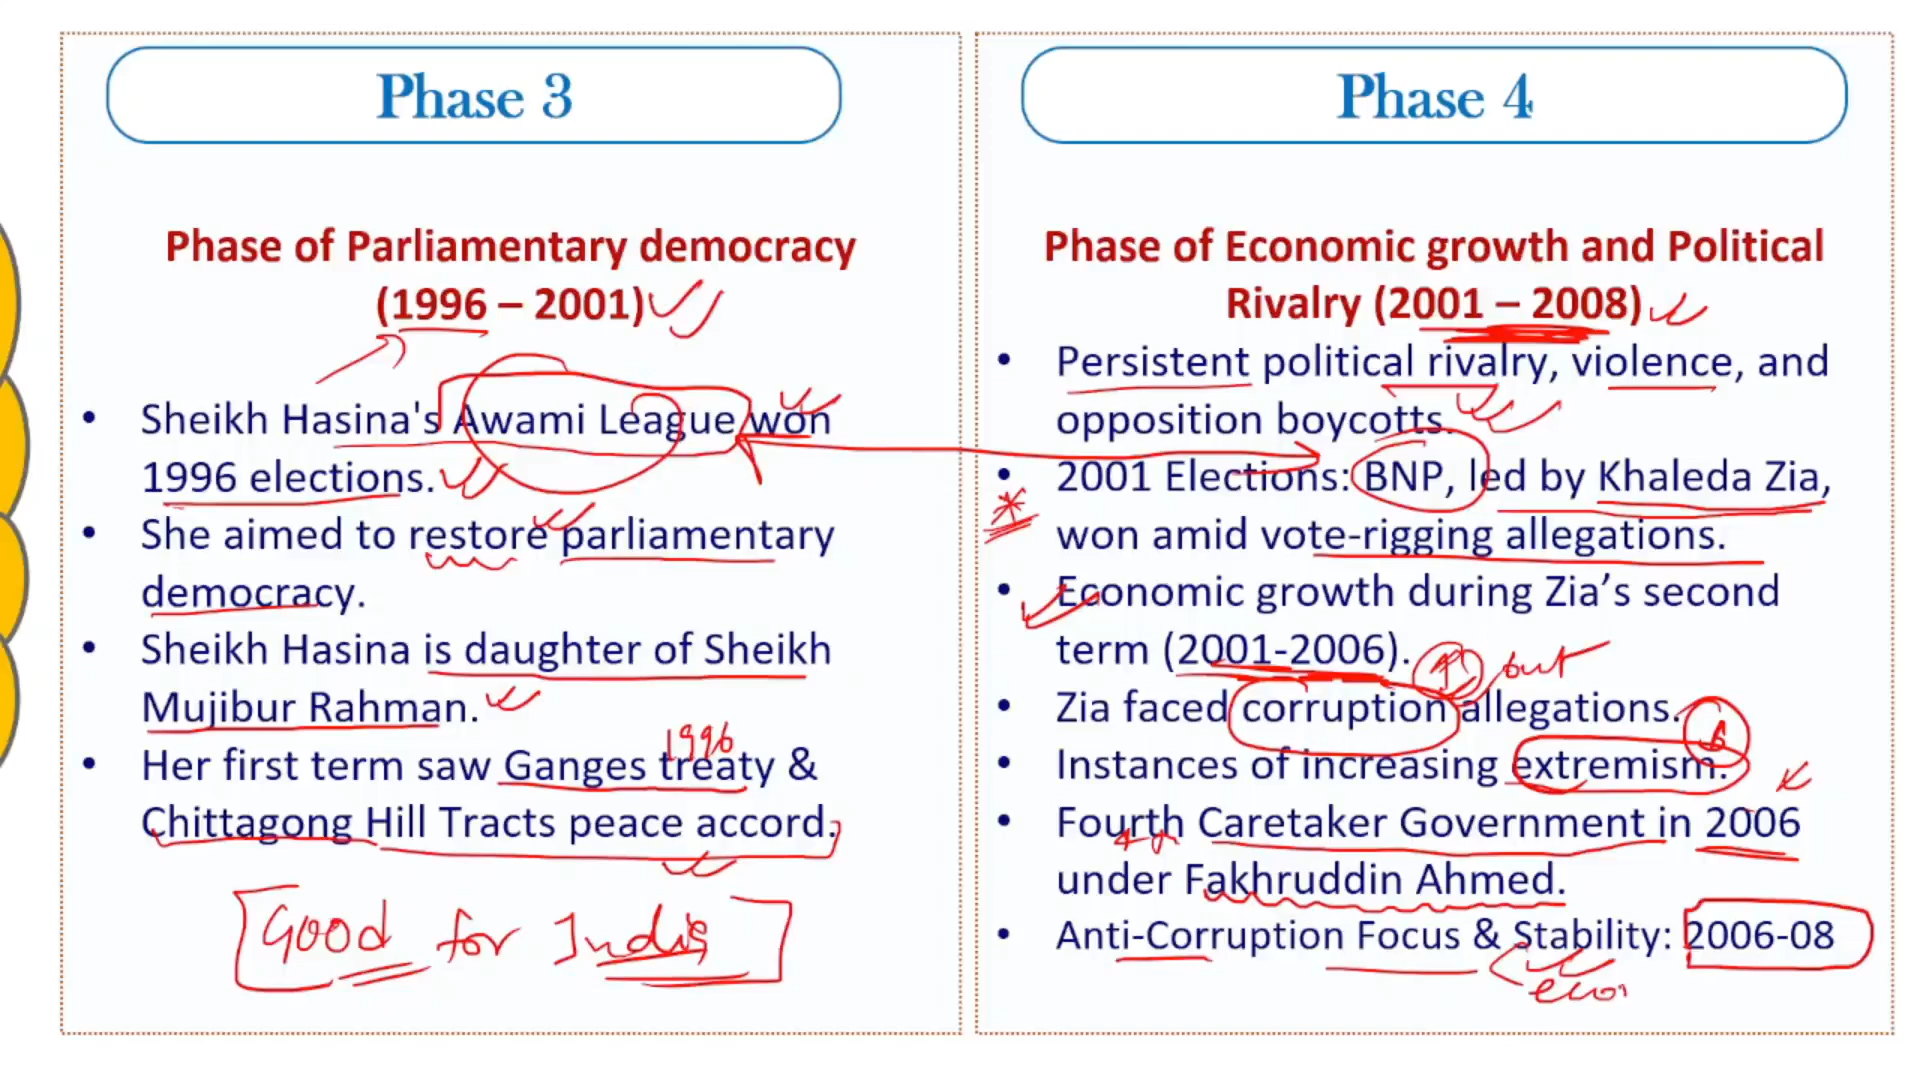 Phase 3
Phase of Parliamentary democracy
(1996 – 2001)
• Sheikh Hasina's Awami League won
1996 elections.
• She aimed to restore parliamentary
democracy.
• Sheikh Hasina is daughter of Sheikh
Mujibur Rahman.
1996
• Her first term saw Ganges treaty &
Chittagong Hill Tracts peace accord.
Good for India
Phase 4
Phase of Economic growth and Political
Rivalry (2001 – 2008)
• Persistent political rivalry, violence, and
opposition boycotts.
• 2001 Elections: BNP, led by Khaleda Zia,
won amid vote-rigging allegations.
• Economic growth during Zia’s second
term (2001-2006).
but
• Zia faced corruption allegations.
• Instances of increasing extremism.
• Fourth Caretaker Government in 2006
under Fakhruddin Ahmed.
• Anti-Corruption Focus & Stability: 2006-08
eco